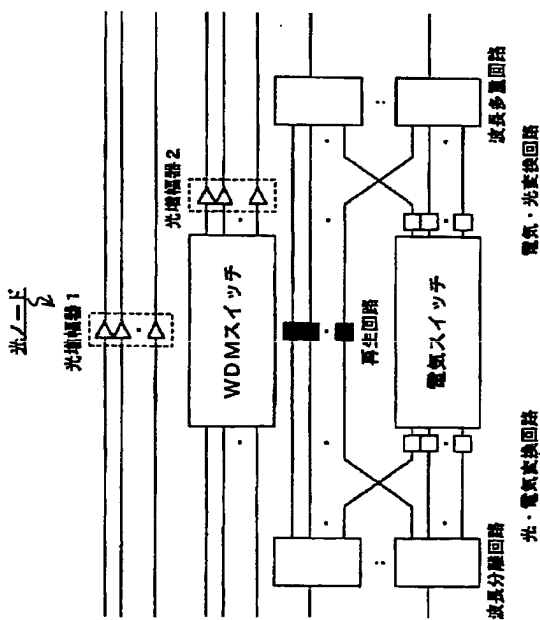 光ノード
光増幅器1
光増幅器2
WDMスイッチ
再生回路
電気スイッチ
波長分離回路
波長多重回路
光・電気変換回路
電気・光変換回路